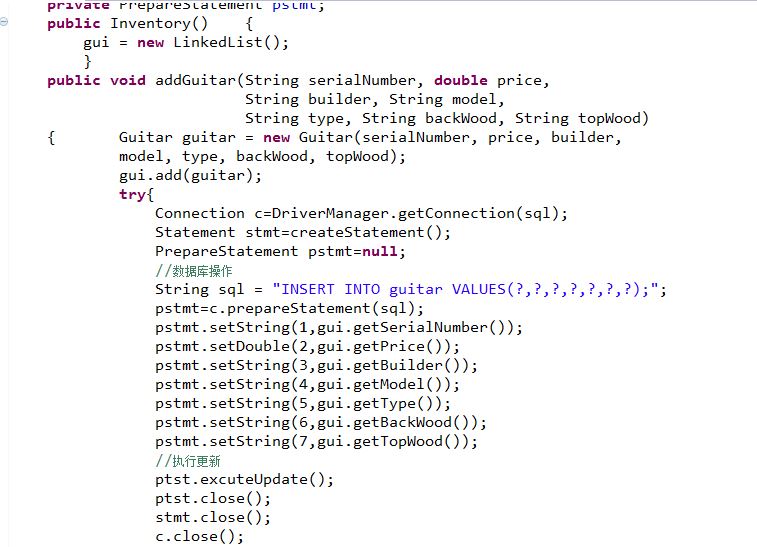 private PrepareStatement pstmt;
public Inventory()    {
gui = new LinkedList();
}
public void addGuitar(String serialNumber, double price,
String builder, String model,
String type, String backWood, String topWood)
{       Guitar guitar = new Guitar(serialNumber, price, builder,
model, type, backWood, topWood);
gui.add(guitar);
try{
Connection c=DriverManager.getConnection(sql);
Statement stmt=createStatement();
PrepareStatement pstmt=null;
//数据库操作
String sql = "INSERT INTO guitar VALUES(?,?,?,?,?,?,?);";
pstmt=c.prepareStatement(sql);
pstmt.setString(1,gui.getSerialNumber());
pstmt.setDouble(2,gui.getPrice());
pstmt.setString(3,gui.getBuilder());
pstmt.setString(4,gui.getModel());
pstmt.setString(5,gui.getType());
pstmt.setString(6,gui.getBackWood());
pstmt.setString(7,gui.getTopWood());
//执行更新
ptst.excuteUpdate();
ptst.close();
stmt.close();
c.close();